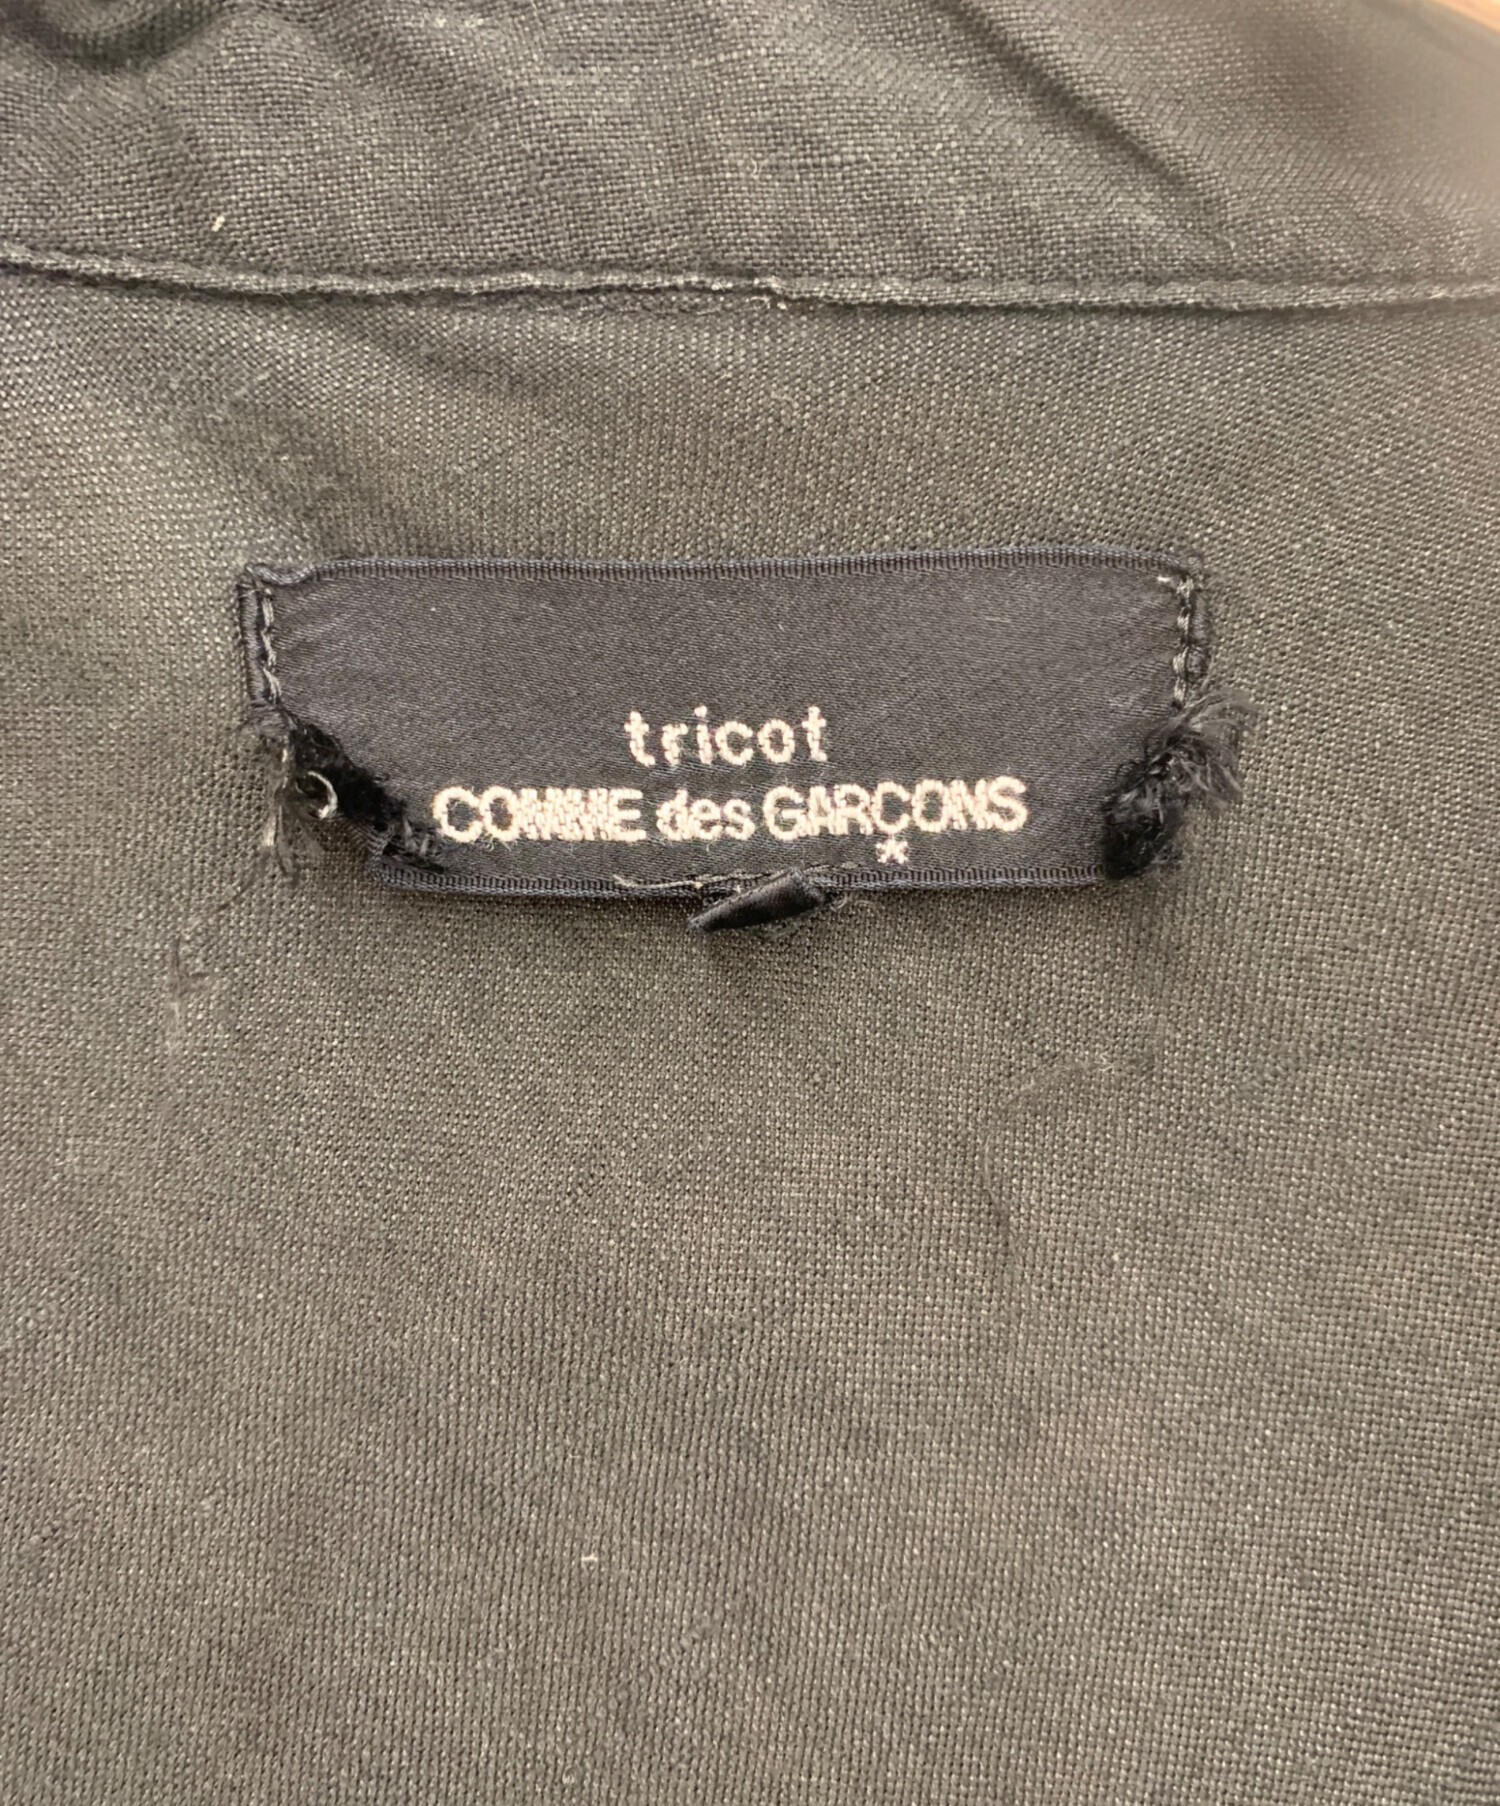 tricot
COMME des GARÇONS
*